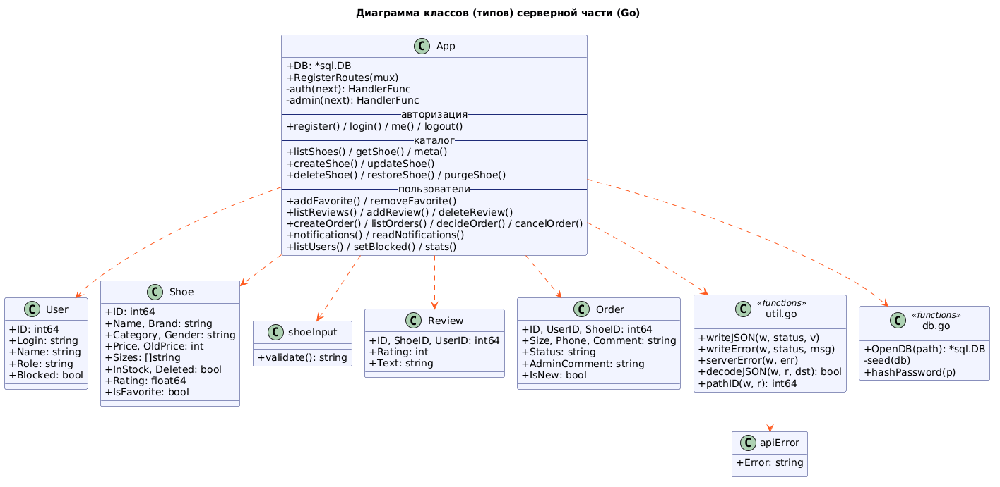 Диаграмма классов (типов) серверной части (Go)
C App
+DB: *sql.DB
+RegisterRoutes(mux)
-auth(next): HandlerFunc
-admin(next): HandlerFunc
авторизация
+register() / login() / me() / logout()
каталог
+listShoes() / getShoe() / meta()
+createShoe() / updateShoe()
+deleteShoe() / restoreShoe() / purgeShoe()
пользователи
+addFavorite() / removeFavorite()
+listReviews() / addReview() / deleteReview()
+createOrder() / listOrders() / decideOrder() / cancelOrder()
+notifications() / readNotifications()
+listUsers() / setBlocked() / stats()
C User
+ID: int64
+Login: string
+Name: string
+Role: string
+Blocked: bool
C Shoe
+ID: int64
+Name, Brand: string
+Category, Gender: string
+Price, OldPrice: int
+Sizes: []string
+InStock, Deleted: bool
+Rating: float64
+IsFavorite: bool
C shoeInput
+validate(): string
C Review
+ID, ShoeID, UserID: int64
+Rating: int
+Text: string
C Order
+ID, UserID, ShoeID: int64
+Size, Phone, Comment: string
+Status: string
+AdminComment: string
+IsNew: bool
C «functions»
util.go
+writeJSON(w, status, v)
+writeError(w, status, msg)
+serverError(w, err)
+decodeJSON(w, r, dst): bool
+pathID(w, r): int64
C «functions»
db.go
+OpenDB(path): *sql.DB
-seed(db)
+hashPassword(p)
C apiError
+Error: string